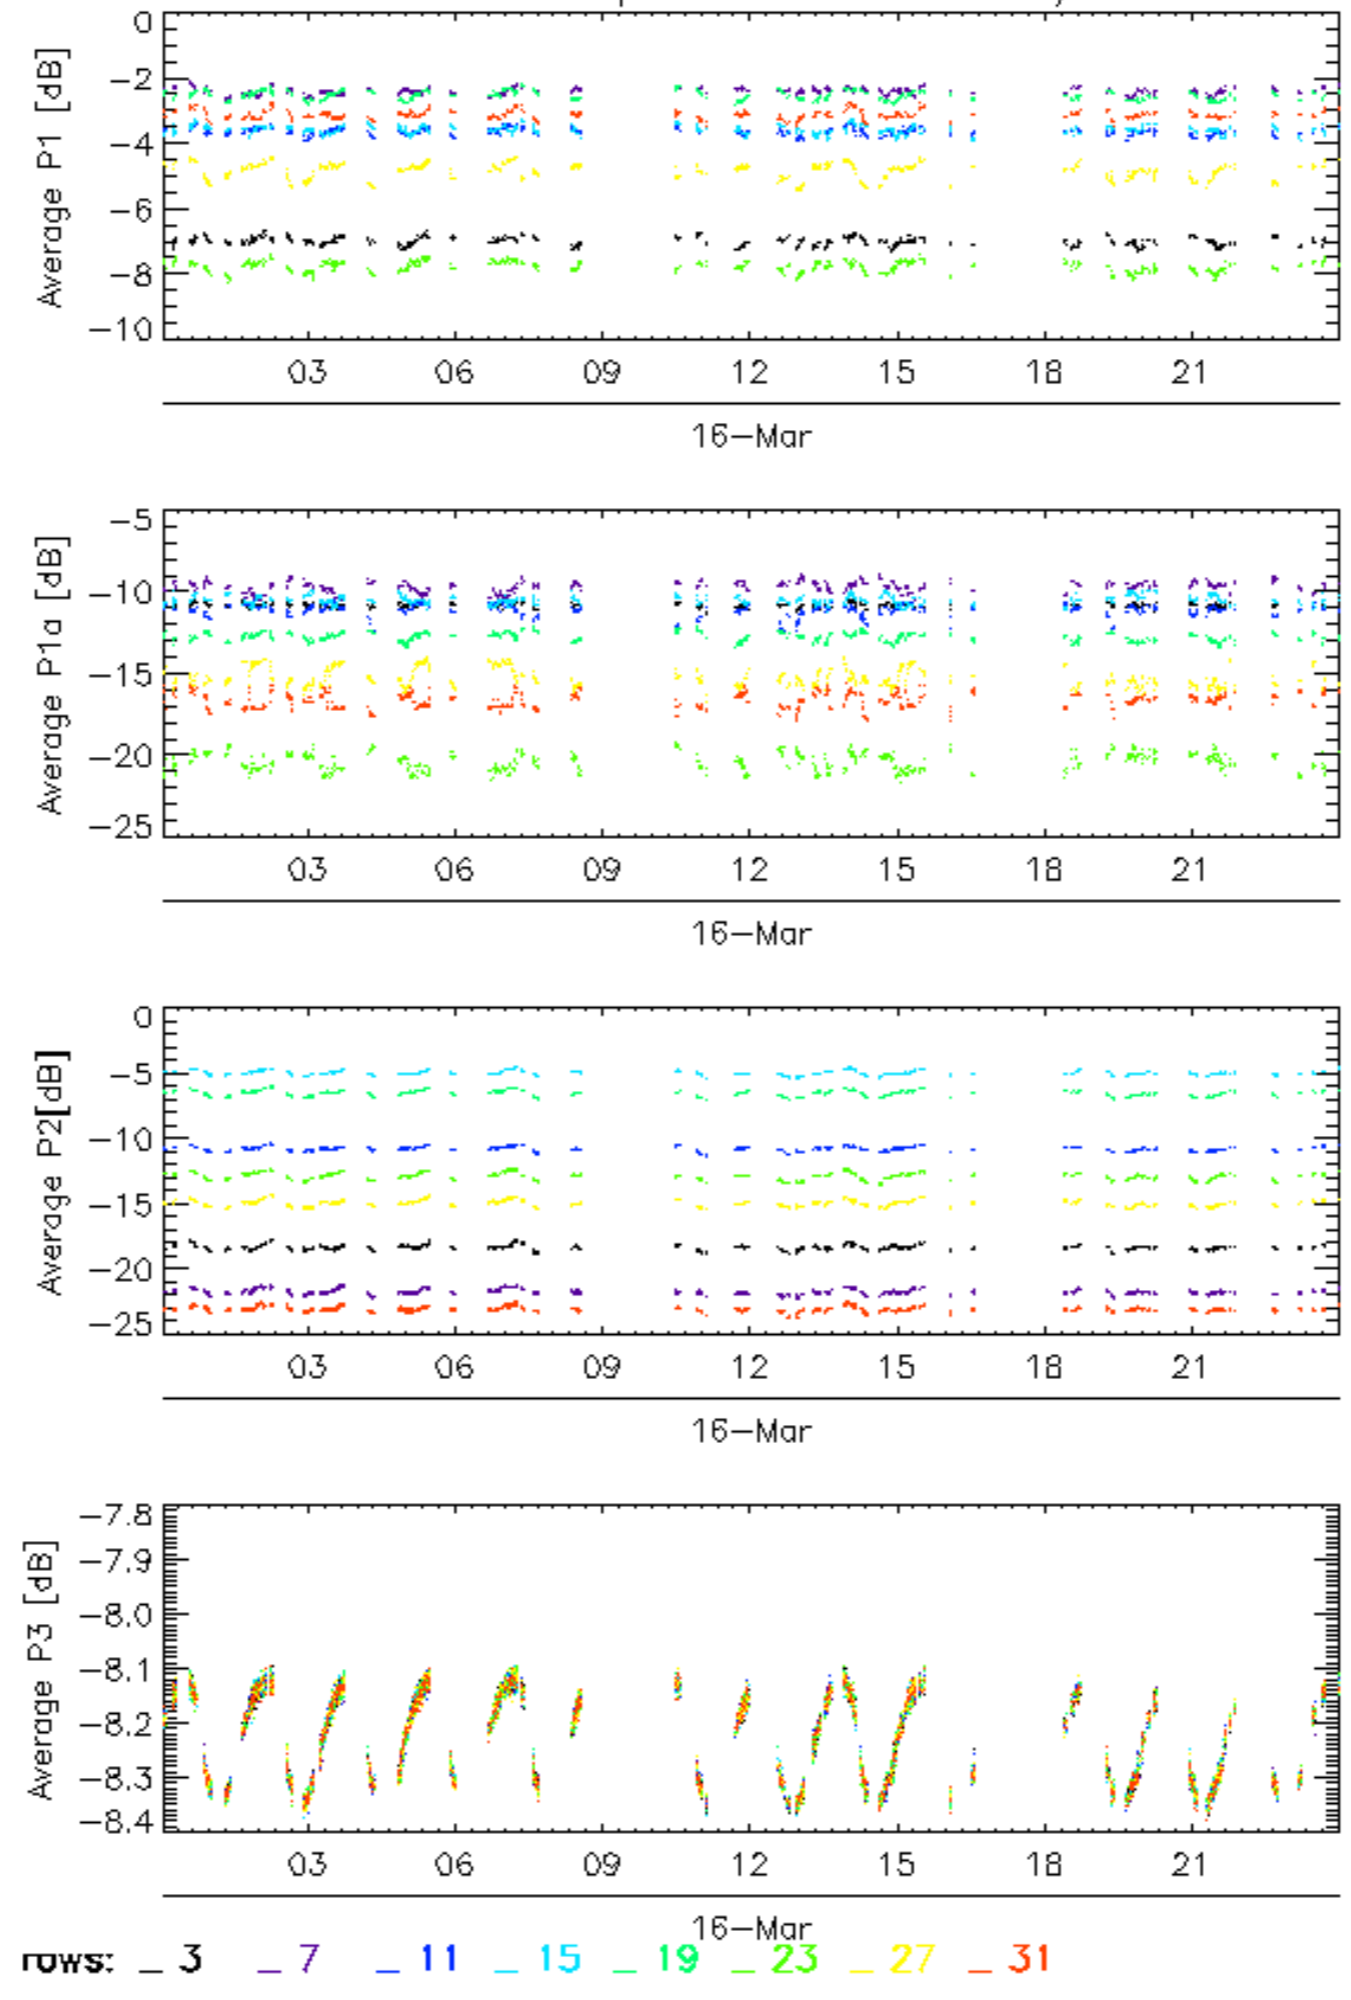 0
−2
−4
−6
−8
−10
Average P1 [dB]
03 06 09 12 15 18 21
16−Mar
−5
−10
−15
−20
−25
Average P1a [dB]
03 06 09 12 15 18 21
16−Mar
0
−5
−10
−15
−20
−25
Average P2[dB]
03 06 09 12 15 18 21
16−Mar
−7.8
−7.9
−8.0
−8.1
−8.2
−8.3
−8.4
Average P3 [dB]
03 06 09 12 15 18 21
16−Mar
rows: _ 3 _ 7 _ 11 _ 15 _ 19 _ 23 _ 27 _ 31